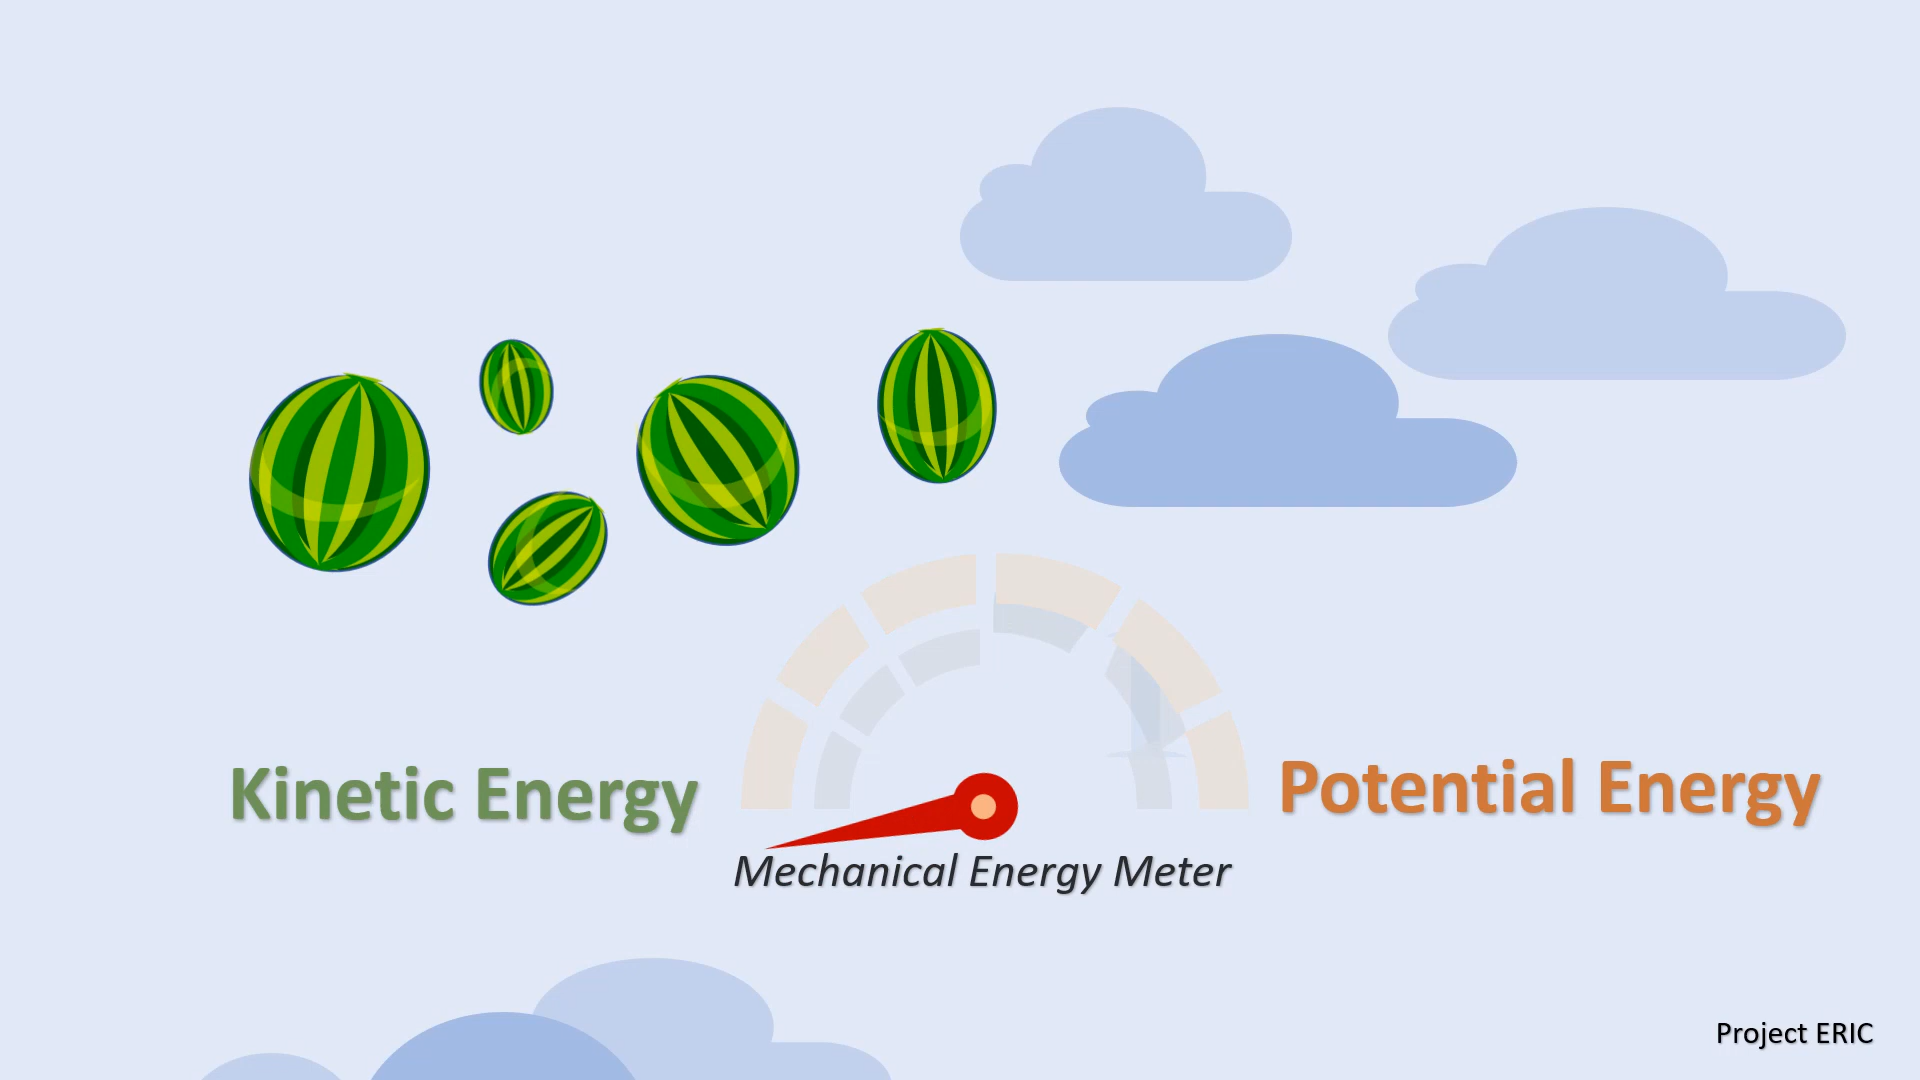 Kinetic Energy
Potential Energy
Mechanical Energy Meter
Project ERIC